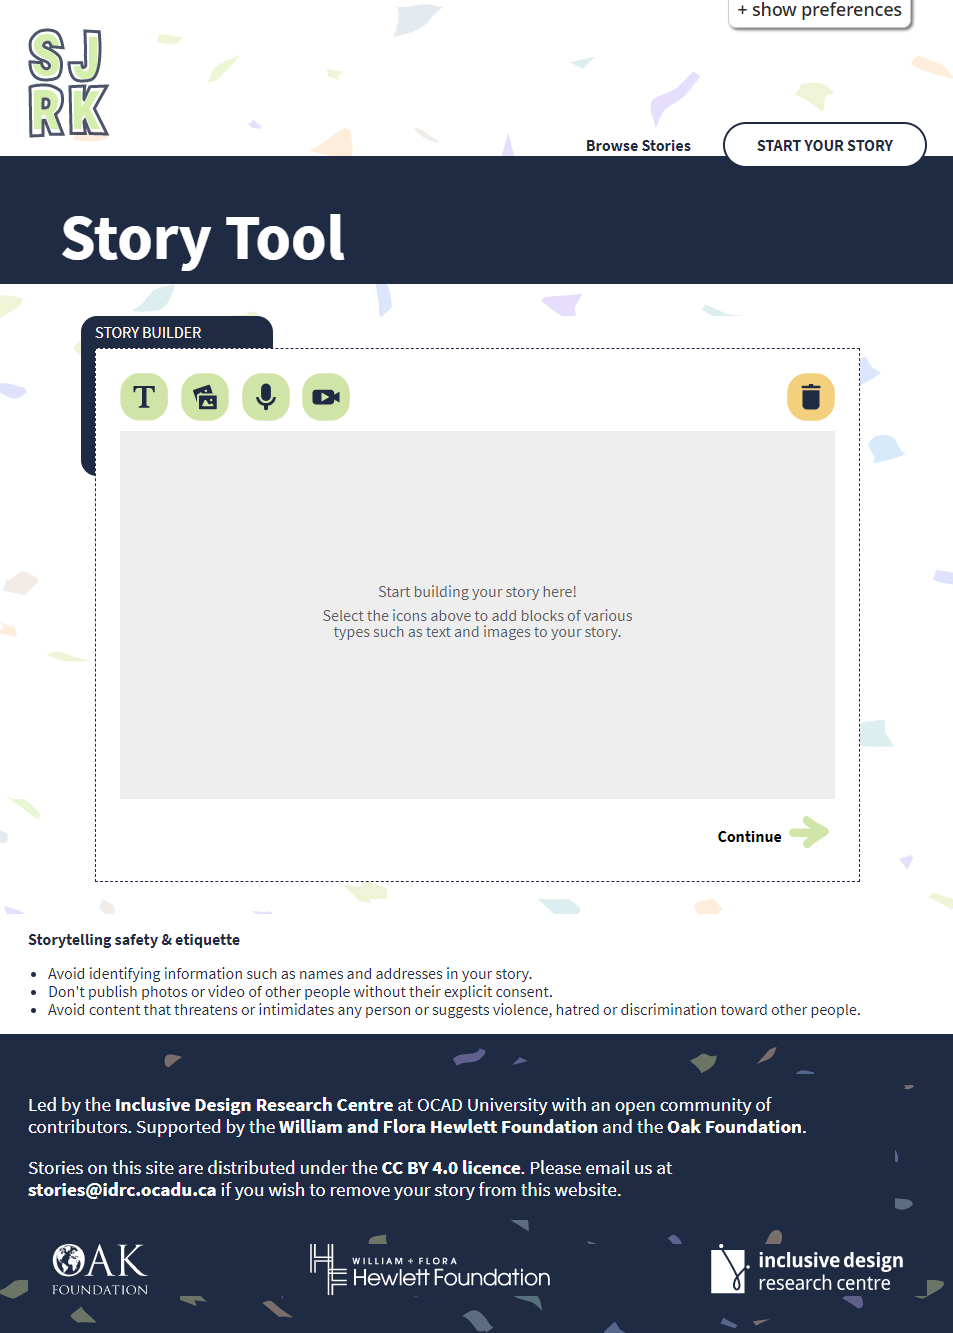 + show preferences
SJ
RK
Browse Stories
START YOUR STORY
Story Tool
STORY BUILDER
T
Start building your story here!
Select the icons above to add blocks of various
types such as text and images to your story.
Continue
Storytelling safety & etiquette
• Avoid identifying information such as names and addresses in your story.
• Don't publish photos or video of other people without their explicit consent.
• Avoid content that threatens or intimidates any person or suggests violence, hatred or discrimination toward other people.
Led by the Inclusive Design Research Centre at OCAD University with an open community of
contributors. Supported by the William and Flora Hewlett Foundation and the Oak Foundation.
Stories on this site are distributed under the CC BY 4.0 licence. Please email us at
stories@idrc.ocadu.ca if you wish to remove your story from this website.
OAK
FOUNDATION
WILLIAM + FLORA
Hewlett Foundation
inclusive design
research centre